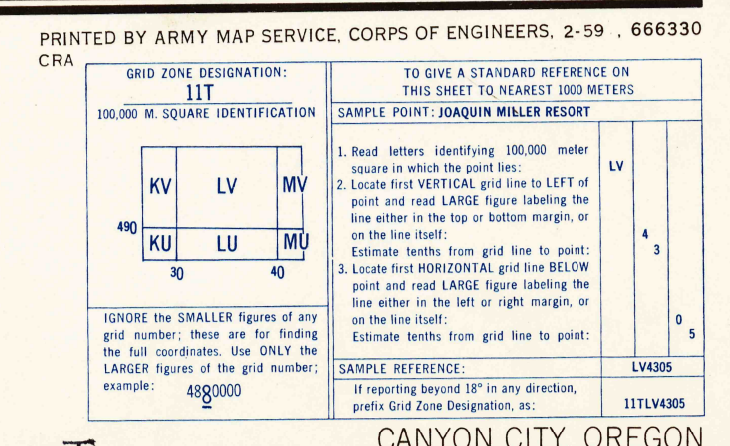 PRINTED BY ARMY MAP SERVICE, CORPS OF ENGINEERS, 2-59 , 666330
CRA
GRID ZONE DESIGNATION:
11T
100,000 M. SQUARE IDENTIFICATION
KV LV MV
490
KU LU MU
30 40
IGNORE the SMALLER figures of any
grid number; these are for finding
the full coordinates. Use ONLY the
LARGER figures of the grid number;
example: 4880000
TO GIVE A STANDARD REFERENCE ON
THIS SHEET TO NEAREST 1000 METERS
SAMPLE POINT: JOAQUIN MILLER RESORT
1. Read letters identifying 100,000 meter
square in which the point lies: LV
2. Locate first VERTICAL grid line to LEFT of
point and read LARGE figure labeling the
line either in the top or bottom margin, or
on the line itself: 4
Estimate tenths from grid line to point: 3
3. Locate first HORIZONTAL grid line BELOW
point and read LARGE figure labeling the
line either in the left or right margin, or
on the line itself: 0
Estimate tenths from grid line to point: 5
SAMPLE REFERENCE: LV4305
If reporting beyond 18° in any direction,
prefix Grid Zone Designation, as: 11TLV4305
CANYON CITY, OREGON